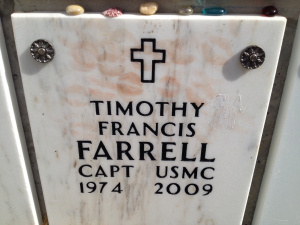 TIMOTHY
FRANCIS
FARRELL
CAPT USMC
1974 2009